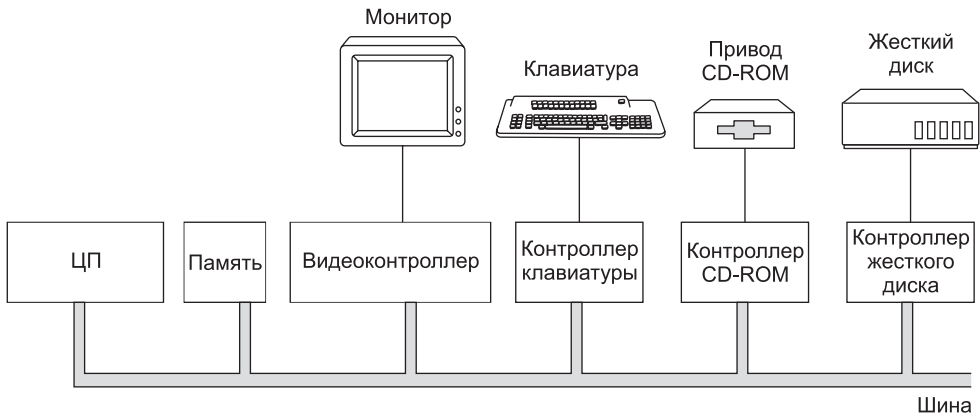 Монитор
Клавиатура
Привод
CD-ROM
Жесткий
диск
ЦП
Память
Видеоконтроллер
Контроллер
клавиатуры
Контроллер
CD-ROM
Контроллер
жесткого
диска
Шина